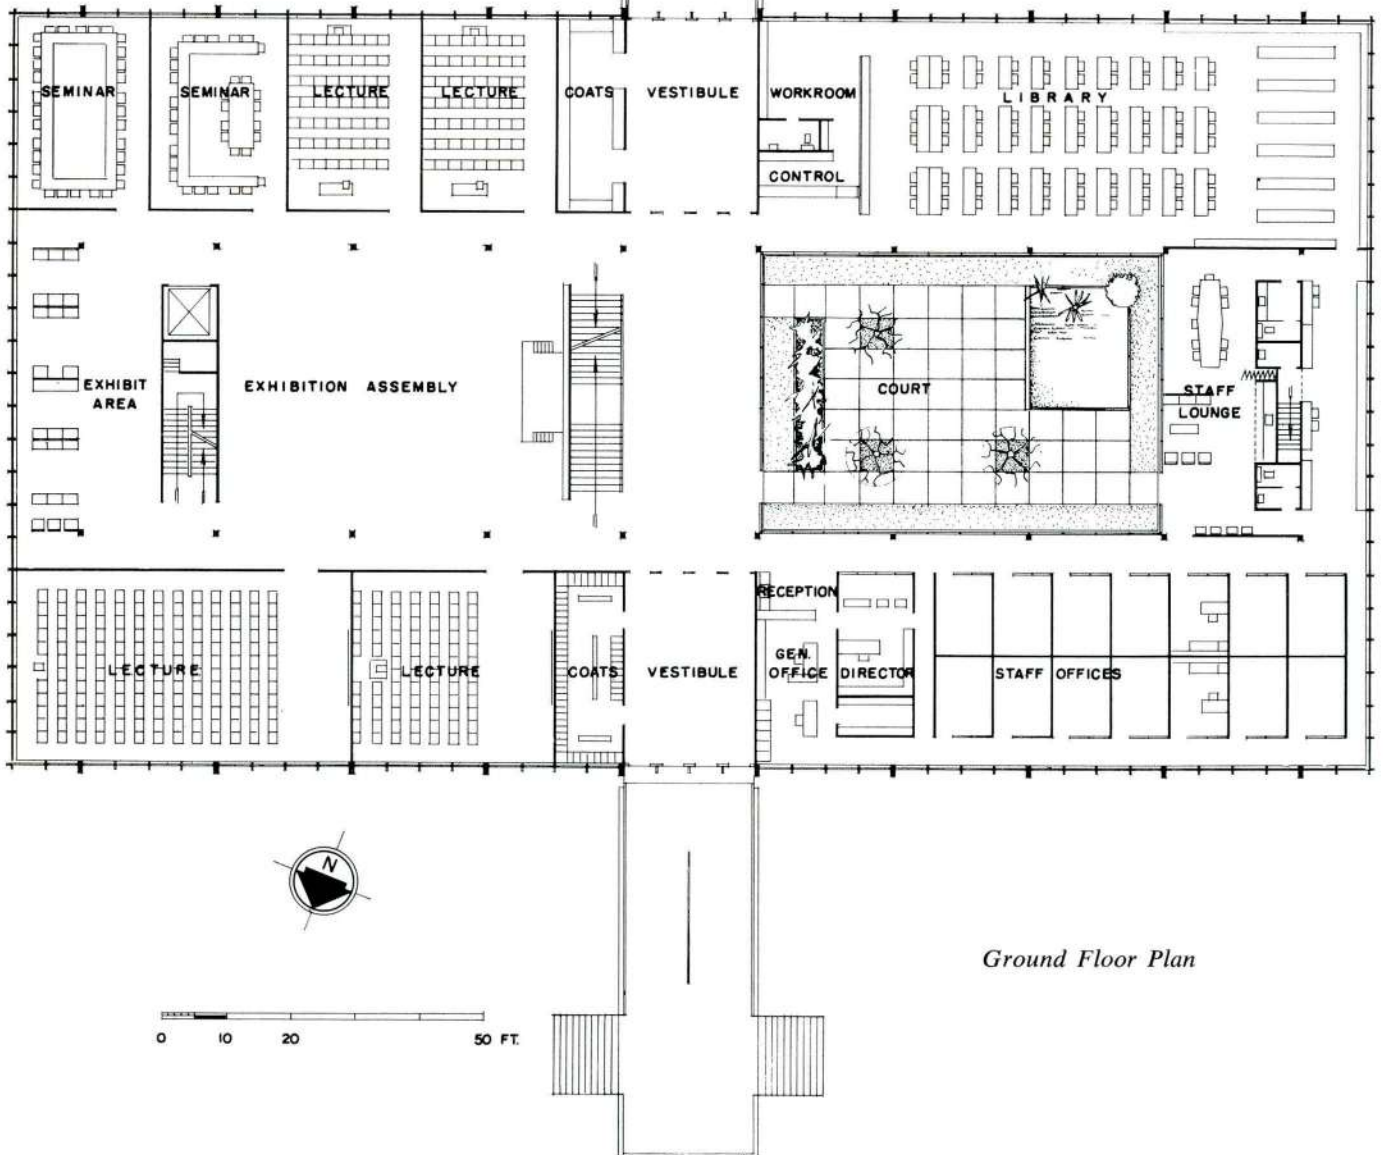 SEMINAR
SEMINAR
LECTURE
LECTURE
COATS
VESTIBULE
WORKROOM
LIBRARY
CONTROL
EXHIBIT
AREA
EXHIBITION ASSEMBLY
COURT
STAFF
LOUNGE
LECTURE
LECTURE
COATS
VESTIBULE
RECEPTION
GEN.
OFFICE
DIRECTOR
STAFF OFFICES
N
Ground Floor Plan
0 10 20 50 FT.